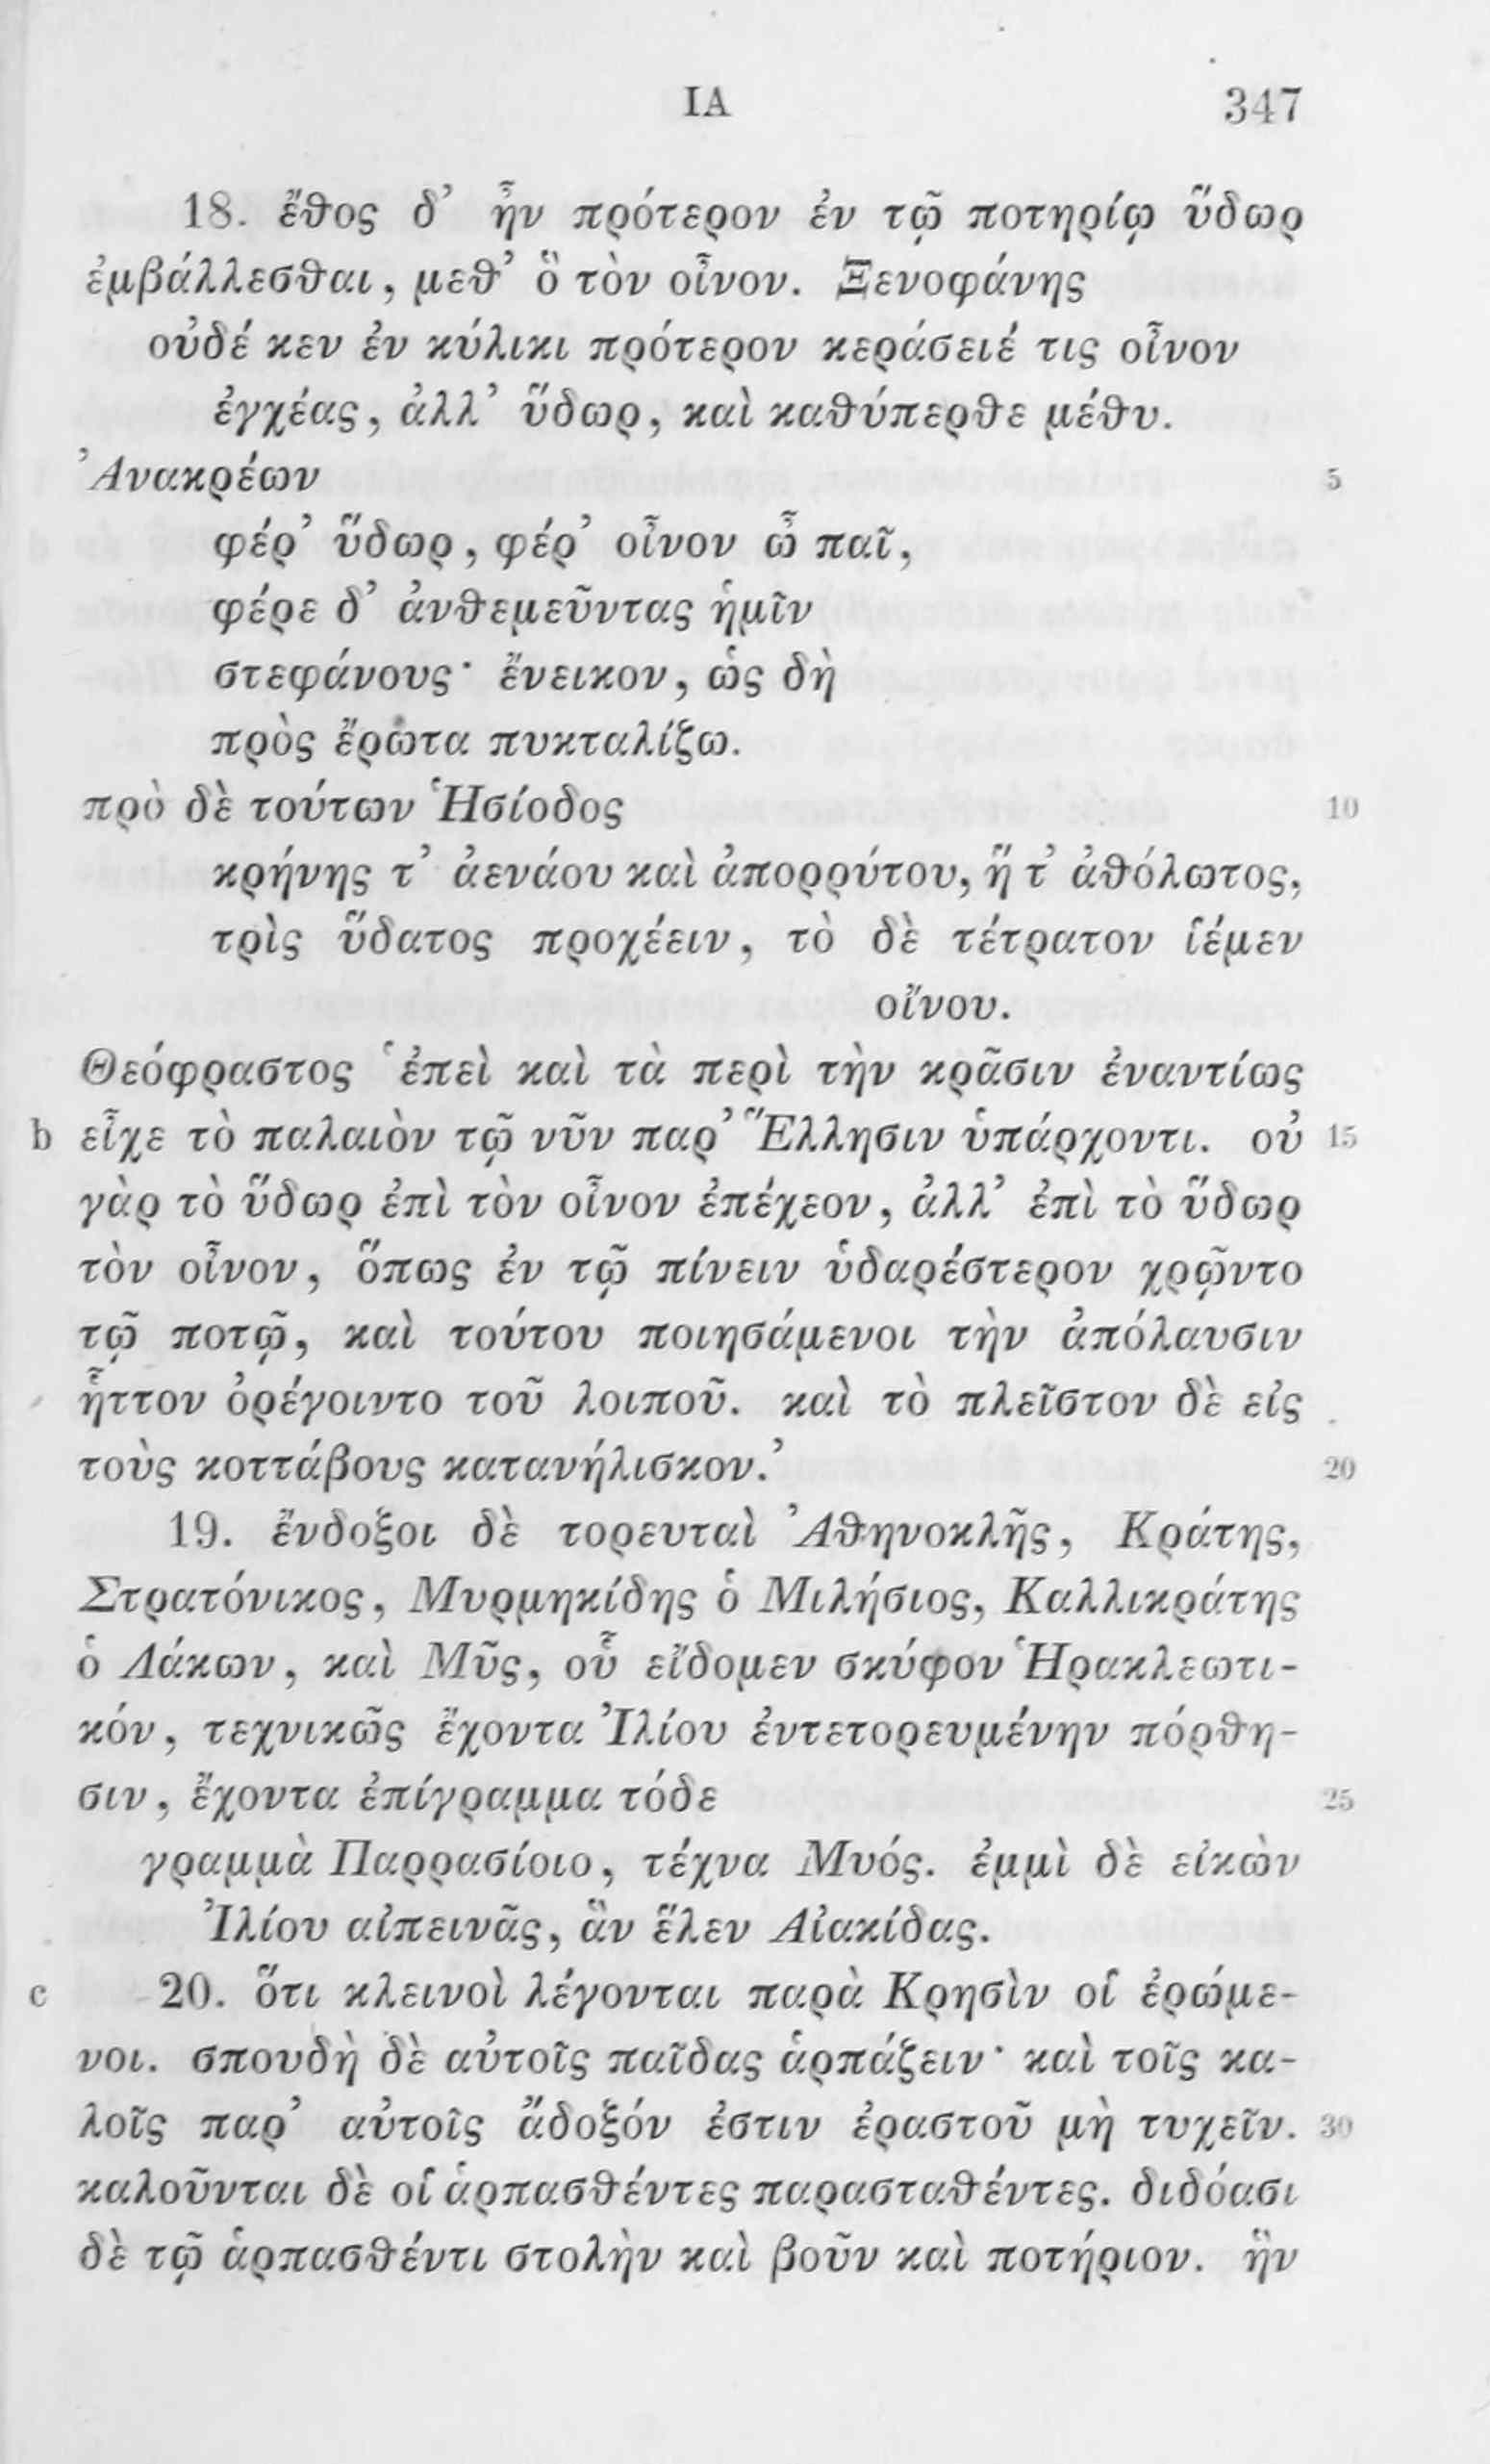 ΙΑ 347
18. ἔθος δ’ ἦν πρότερον ἐν τῷ ποτηρίῳ ὕδωρ
ἐμβάλλεσθαι, μεθ’ ὃ τὸν οἶνον. Ξενοφάνης
οὐδέ κεν ἐν κύλικι πρότερον κεράσειέ τις οἶνον
ἐγχέας, ἀλλ’ ὕδωρ, καὶ καθύπερθε μέθυ.
Ἀνακρέων 5
φέρ’ ὕδωρ, φέρ’ οἶνον ὦ παῖ,
φέρε δ’ ἀνθεμεῦντας ἡμῖν
στεφάνους· ἔνεικον, ὡς δὴ
πρὸς ἔρωτα πυκταλίζω.
πρὸ δὲ τούτων Ἡσίοδος 10
κρήνης τ’ ἀενάου καὶ ἀπορρύτου, ἥ τ’ ἀθόλωτος,
τρὶς ὕδατος προχέειν, τὸ δὲ τέτρατον ἱέμεν
οἴνου.
Θεόφραστος ‘ἐπεὶ καὶ τὰ περὶ τὴν κρᾶσιν ἐναντίως
b εἶχε τὸ παλαιὸν τῷ νῦν παρ’ Ἕλλησιν ὑπάρχοντι. οὐ 15
γὰρ τὸ ὕδωρ ἐπὶ τὸν οἶνον ἐπέχεον, ἀλλ’ ἐπὶ τὸ ὕδωρ
τὸν οἶνον, ὅπως ἐν τῷ πίνειν ὑδαρέστερον χρῷντο
τῷ ποτῷ, καὶ τούτου ποιησάμενοι τὴν ἀπόλαυσιν
ἧττον ὀρέγοιντο τοῦ λοιποῦ. καὶ τὸ πλεῖστον δὲ εἰς
τοὺς κοττάβους κατανήλισκον.’ 20
19. ἔνδοξοι δὲ τορευταὶ Ἀθηνοκλῆς, Κράτης,
Στρατόνικος, Μυρμηκίδης ὁ Μιλήσιος, Καλλικράτης
ὁ Λάκων, καὶ Μῦς, οὗ εἴδομεν σκύφον Ἡρακλεωτι-
κόν, τεχνικῶς ἔχοντα Ἰλίου ἐντετορευμένην πόρθη-
σιν, ἔχοντα ἐπίγραμμα τόδε 25
γραμμὰ Παρρασίοιο, τέχνα Μυός. ἐμμὶ δὲ εἰκὼν
Ἰλίου αἰπεινᾶς, ἃν ἕλεν Αἰακίδας.
c 20. ὅτι κλεινοὶ λέγονται παρὰ Κρησὶν οἱ ἐρώμε-
νοι. σπουδὴ δὲ αὐτοῖς παῖδας ἁρπάζειν· καὶ τοῖς κα-
λοῖς παρ’ αὐτοῖς ἄδοξόν ἐστιν ἐραστοῦ μὴ τυχεῖν. 30
καλοῦνται δὲ οἱ ἁρπασθέντες παρασταθέντες. διδόασι
δὲ τῷ ἁρπασθέντι στολὴν καὶ βοῦν καὶ ποτήριον. ἣν